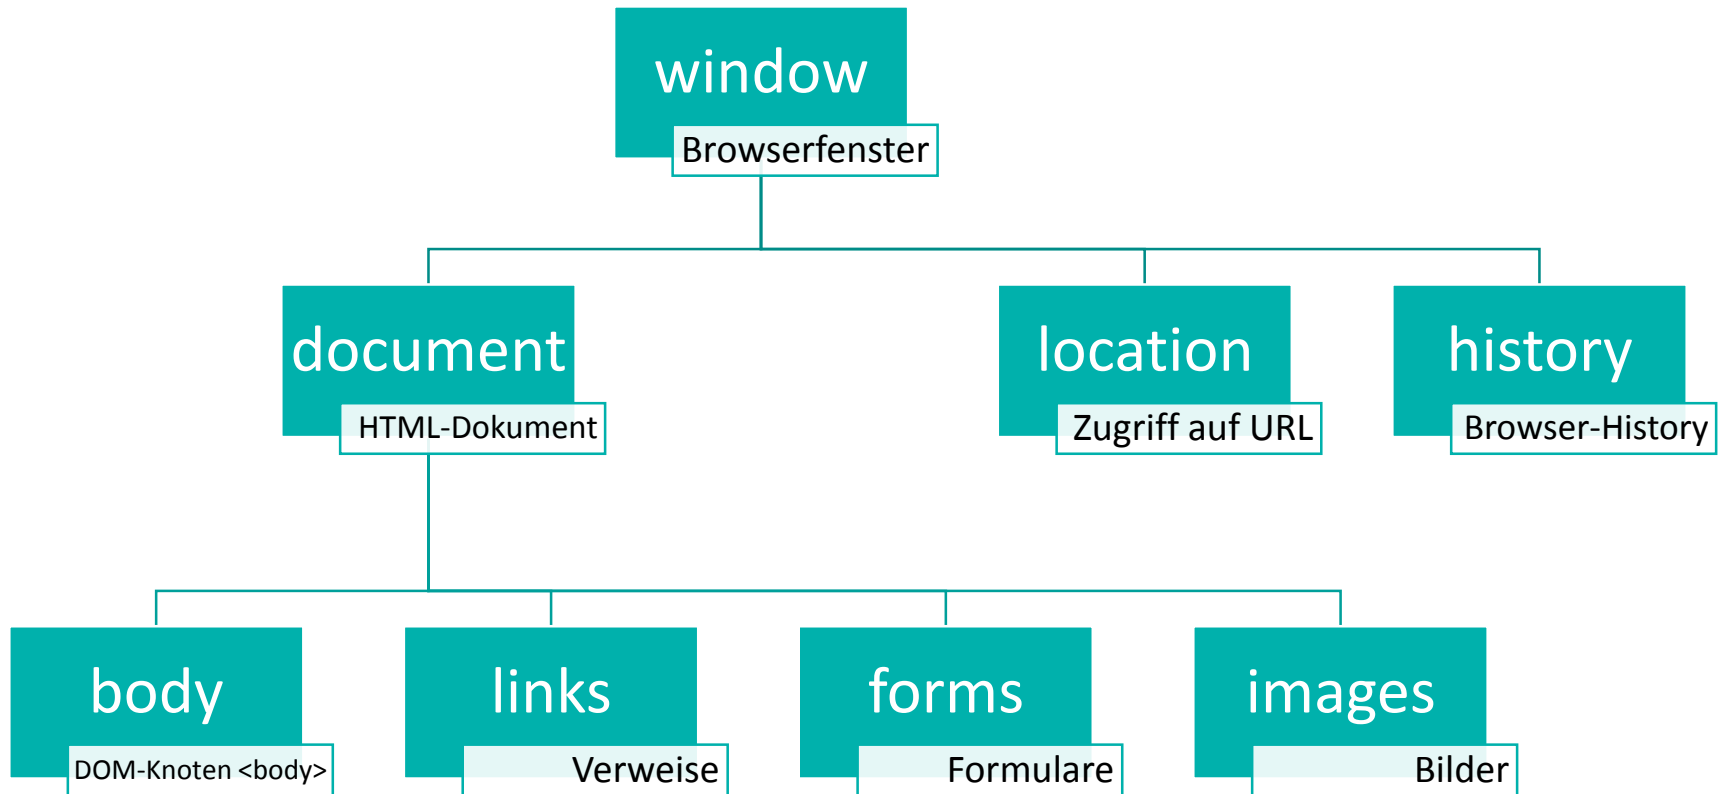 window
Browserfenster
document
HTML-Dokument
location
Zugriff auf URL
history
Browser-History
body
DOM-Knoten <body>
links
Verweise
forms
Formulare
images
Bilder